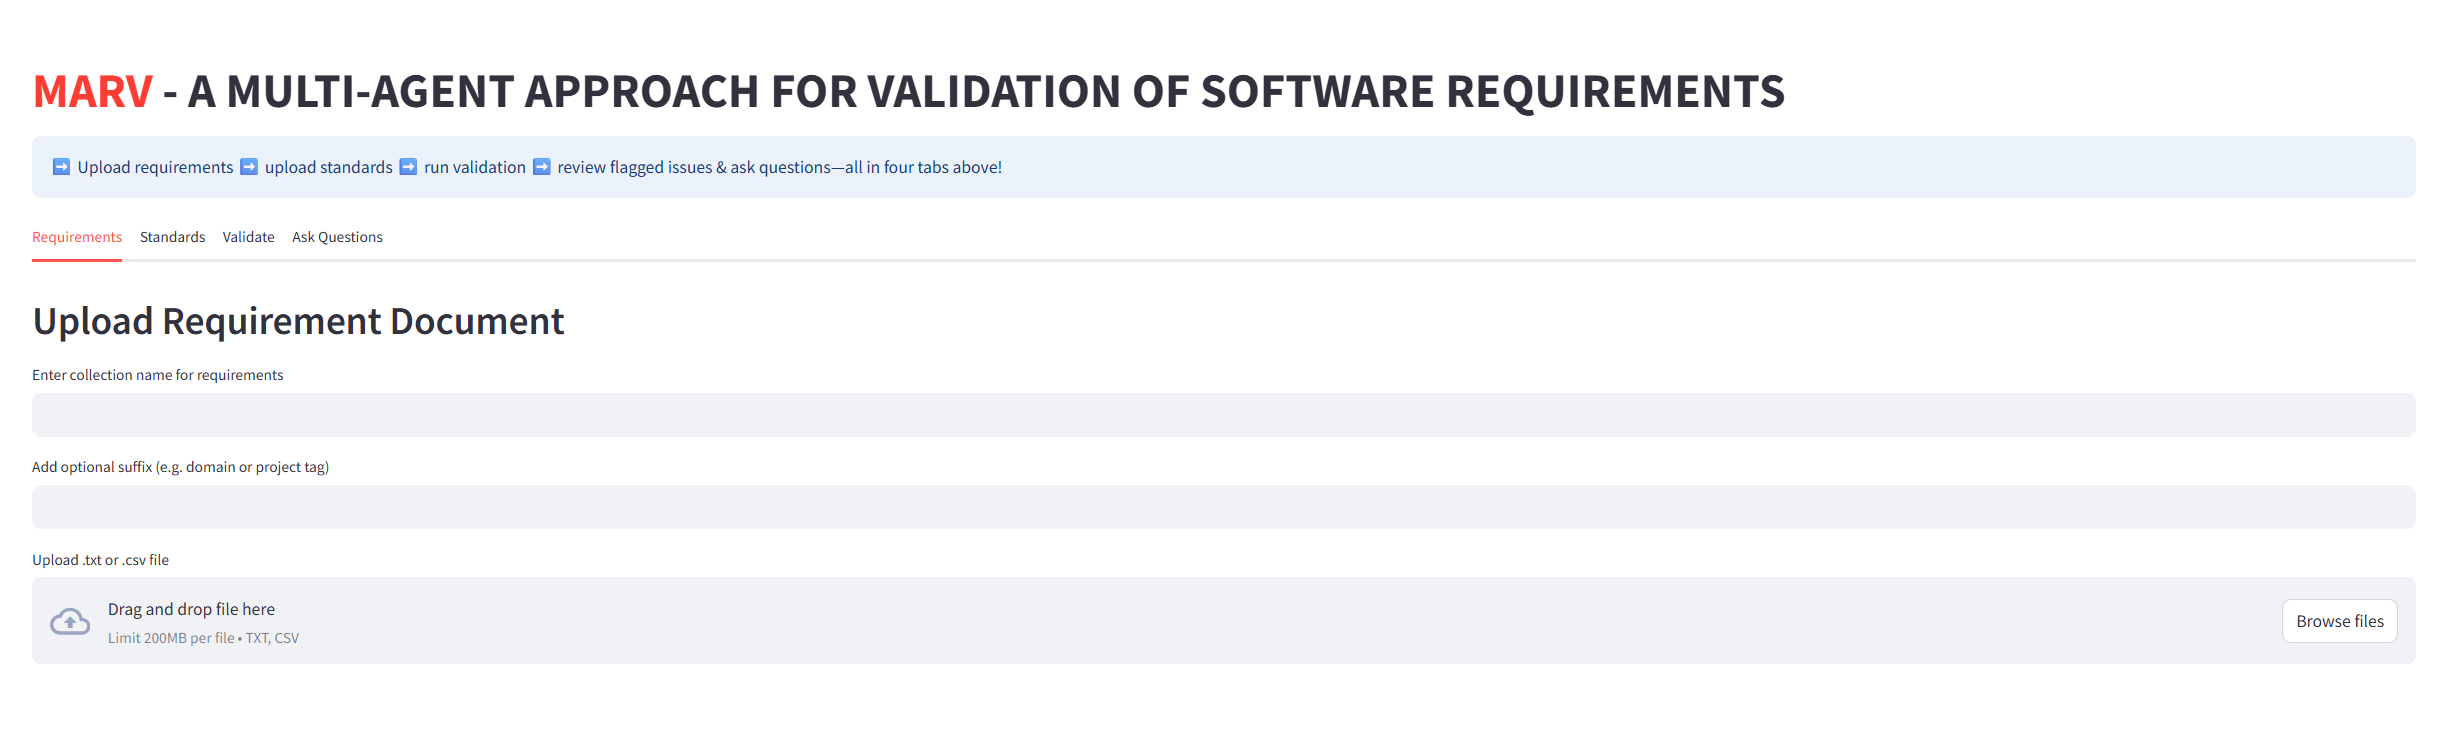 MARV - A MULTI-AGENT APPROACH FOR VALIDATION OF SOFTWARE REQUIREMENTS
➡️ Upload requirements ➡️ upload standards ➡️ run validation ➡️ review flagged issues & ask questions—all in four tabs above!
Requirements Standards Validate Ask Questions
Upload Requirement Document
Enter collection name for requirements
Add optional suffix (e.g. domain or project tag)
Upload .txt or .csv file
Drag and drop file here
Limit 200MB per file • TXT, CSV
Browse files